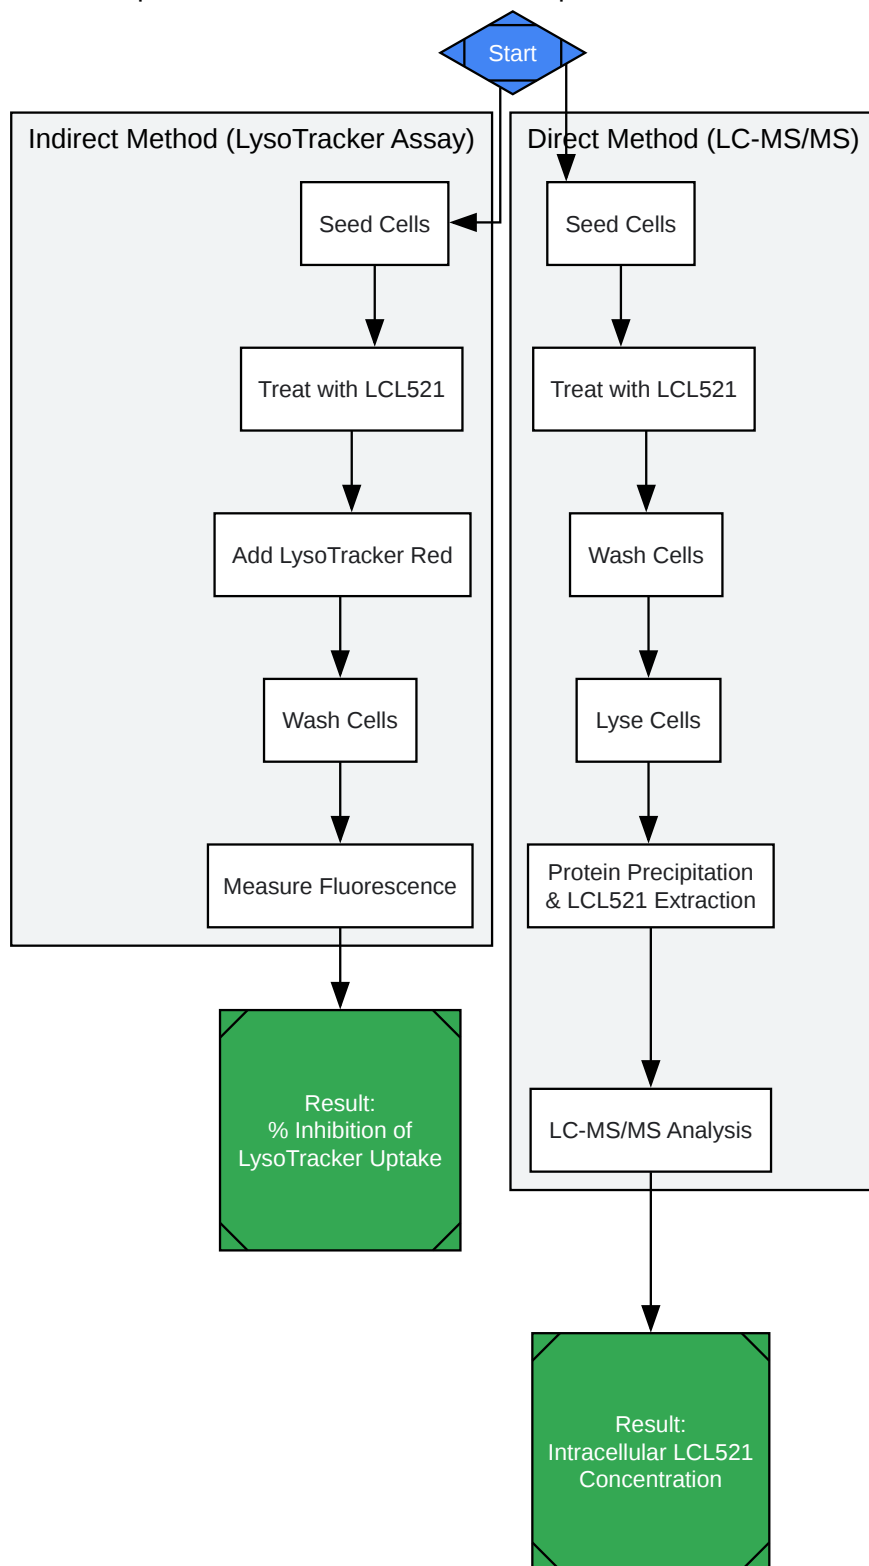 Start
Indirect Method (LysoTracker Assay)
Seed Cells
Treat with LCL521
Add LysoTracker Red
Wash Cells
Measure Fluorescence
Result:
% Inhibition of
LysoTracker Uptake
Direct Method (LC-MS/MS)
Seed Cells
Treat with LCL521
Wash Cells
Lyse Cells
Protein Precipitation
& LCL521 Extraction
LC-MS/MS Analysis
Result:
Intracellular LCL521
Concentration